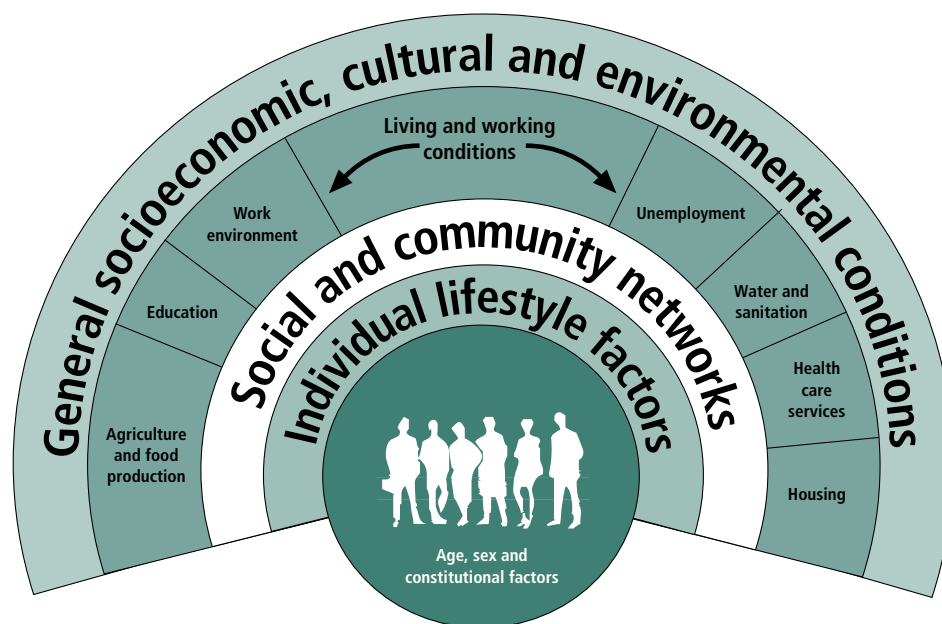 General socioeconomic, cultural and environmental conditions
Living and working
conditions
Work
environment
Unemployment
Education
Water and
sanitation
Agriculture
and food
production
Health
care
services
Housing
Social and community networks
Individual lifestyle factors
Age, sex and
constitutional factors